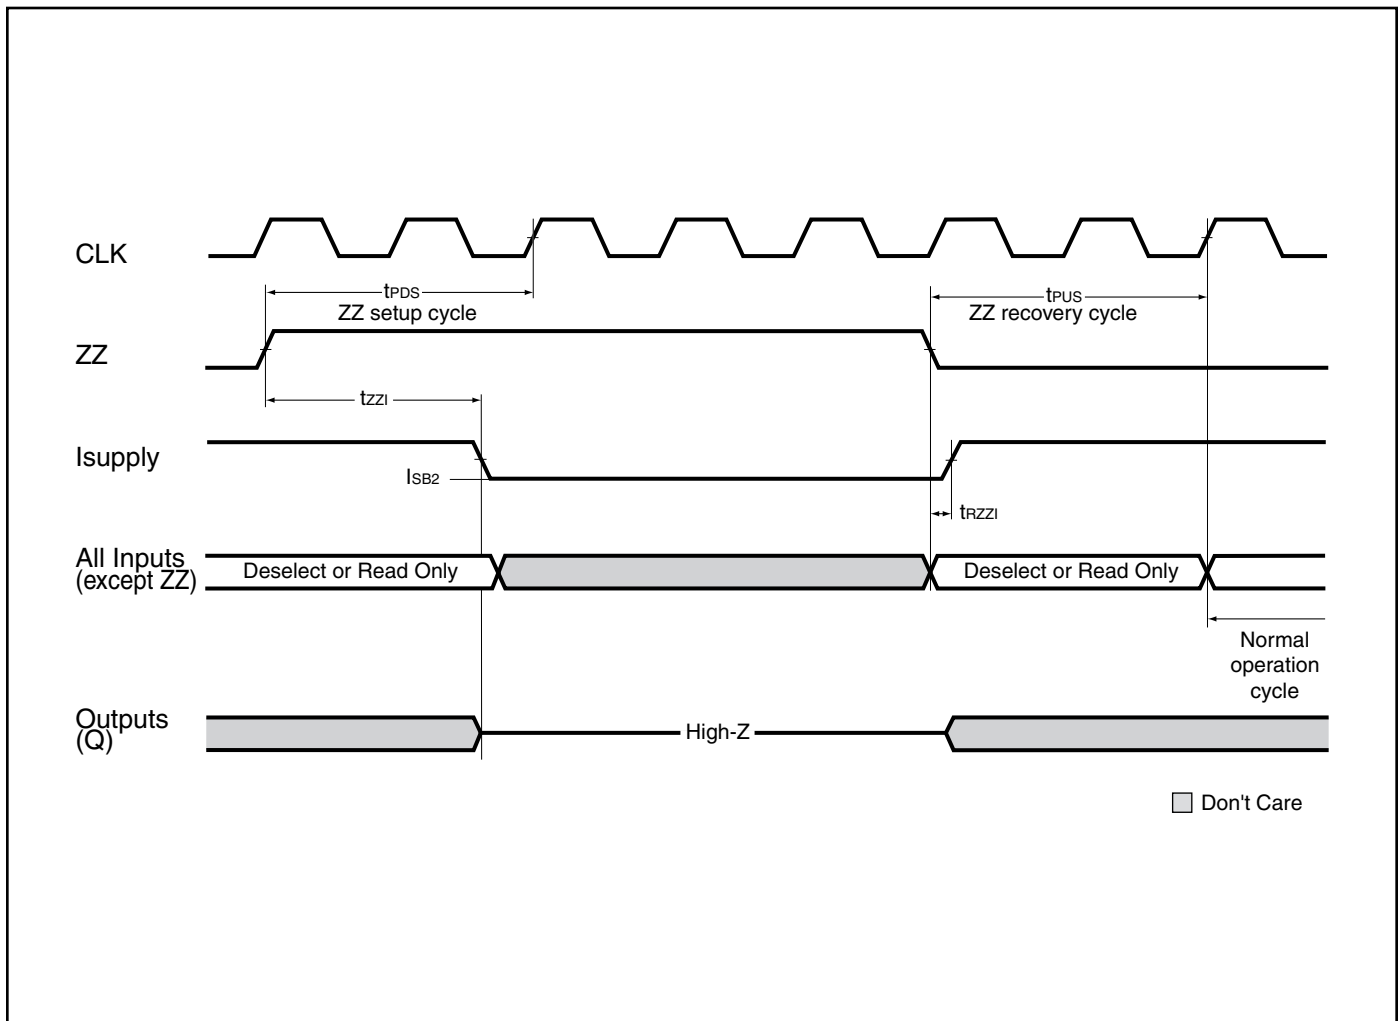 CLK
tPDS
ZZ setup cycle
tPUS
ZZ recovery cycle
ZZ
tZZI
Isupply
ISB2
tRZZI
All Inputs
(except ZZ)
Deselect or Read Only
Deselect or Read Only
Normal
operation
cycle
Outputs
(Q)
High-Z
Don't Care